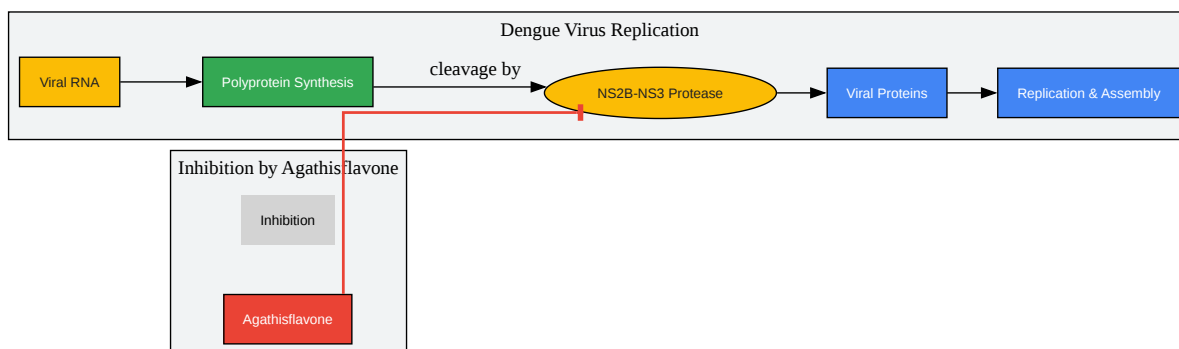 Dengue Virus Replication
Viral RNA
Polyprotein Synthesis
cleavage by
NS2B-NS3 Protease
Viral Proteins
Replication & Assembly
Inhibition by Agathisflavone
Inhibition
Agathisflavone